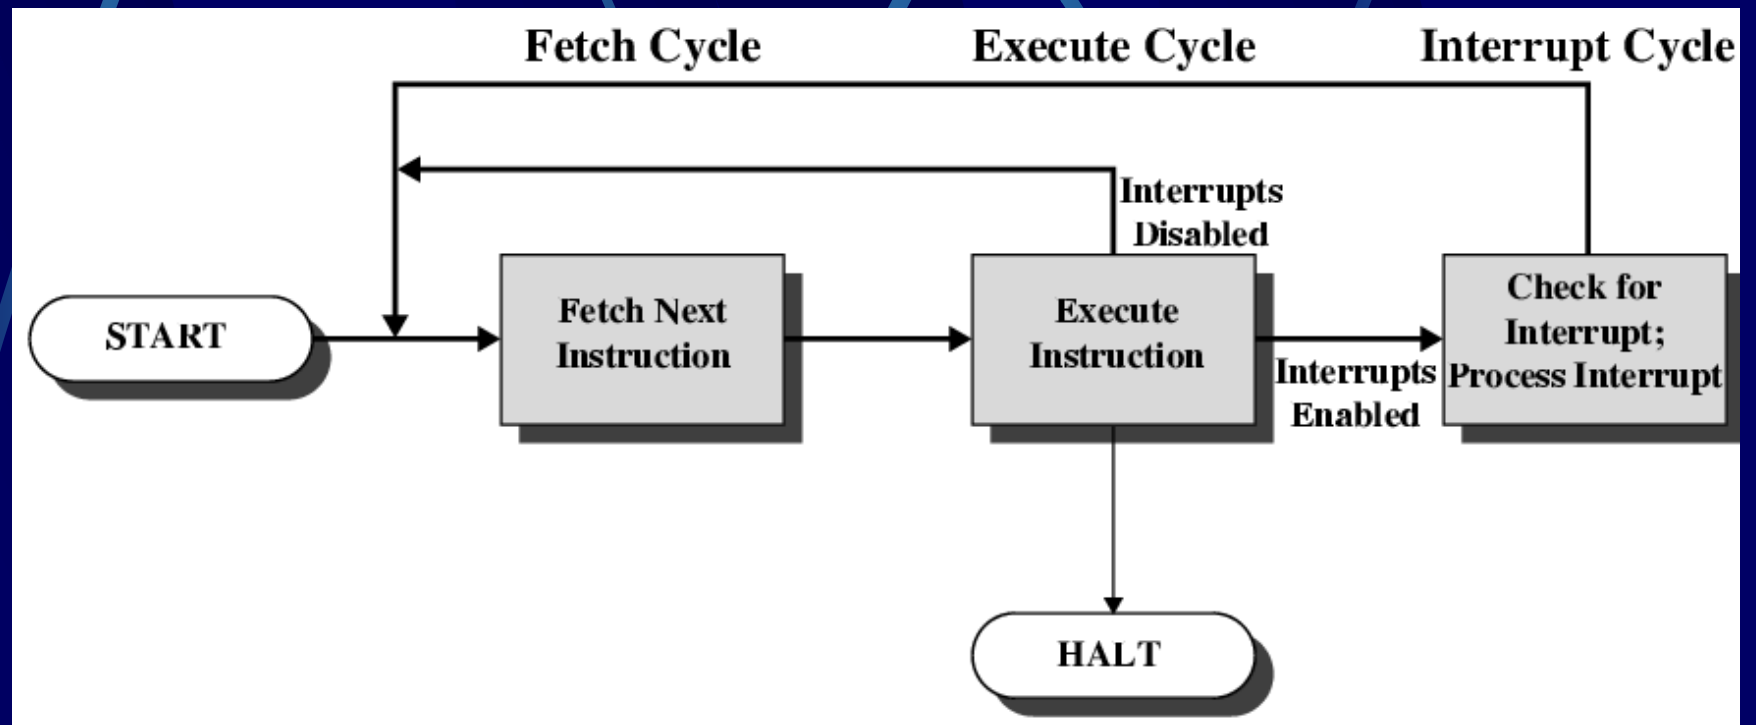 Fetch Cycle
Execute Cycle
Interrupt Cycle
Interrupts
Disabled
START
Fetch Next
Instruction
Execute
Instruction
Interrupts
Enabled
Check for
Interrupt;
Process Interrupt
HALT